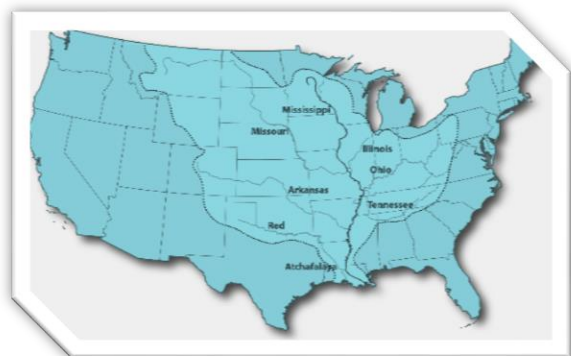 Mississippi
Missouri
Illinois
Ohio
Arkansas
Tennessee
Red
Atchafalaya